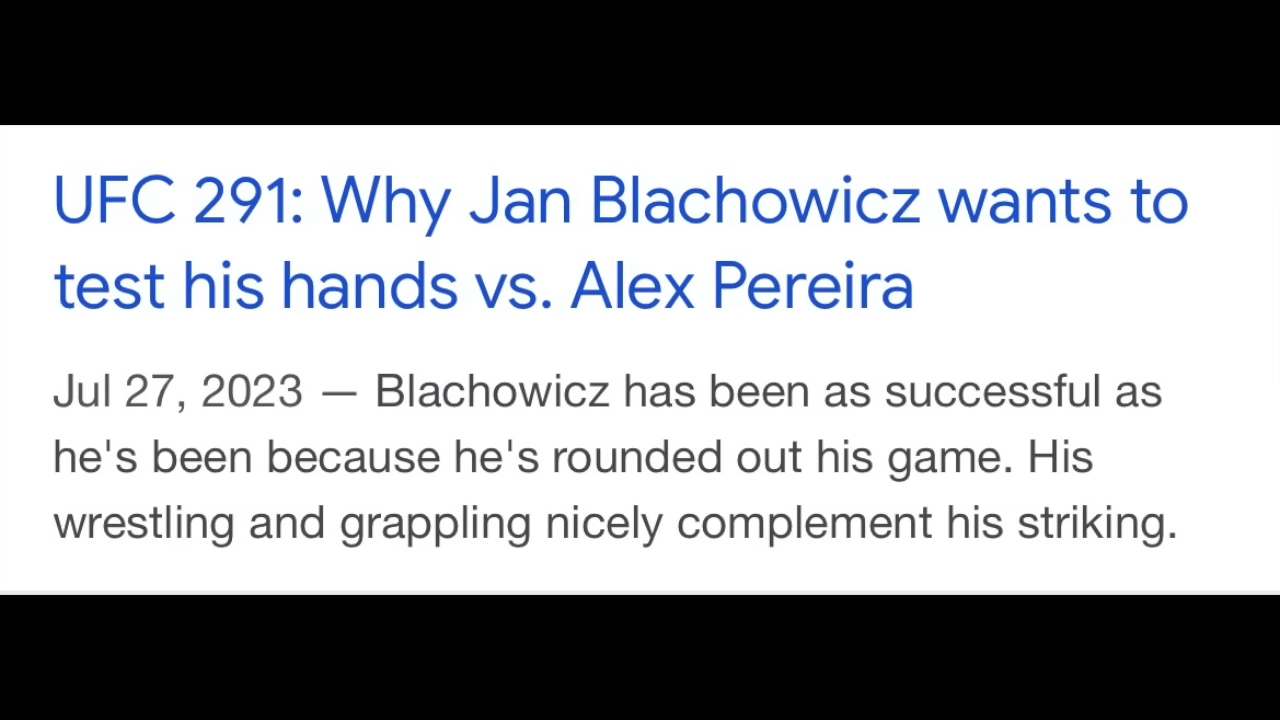 UFC 291: Why Jan Blachowicz wants to
test his hands vs. Alex Pereira
Jul 27, 2023 — Blachowicz has been as successful as
he's been because he's rounded out his game. His
wrestling and grappling nicely complement his striking.